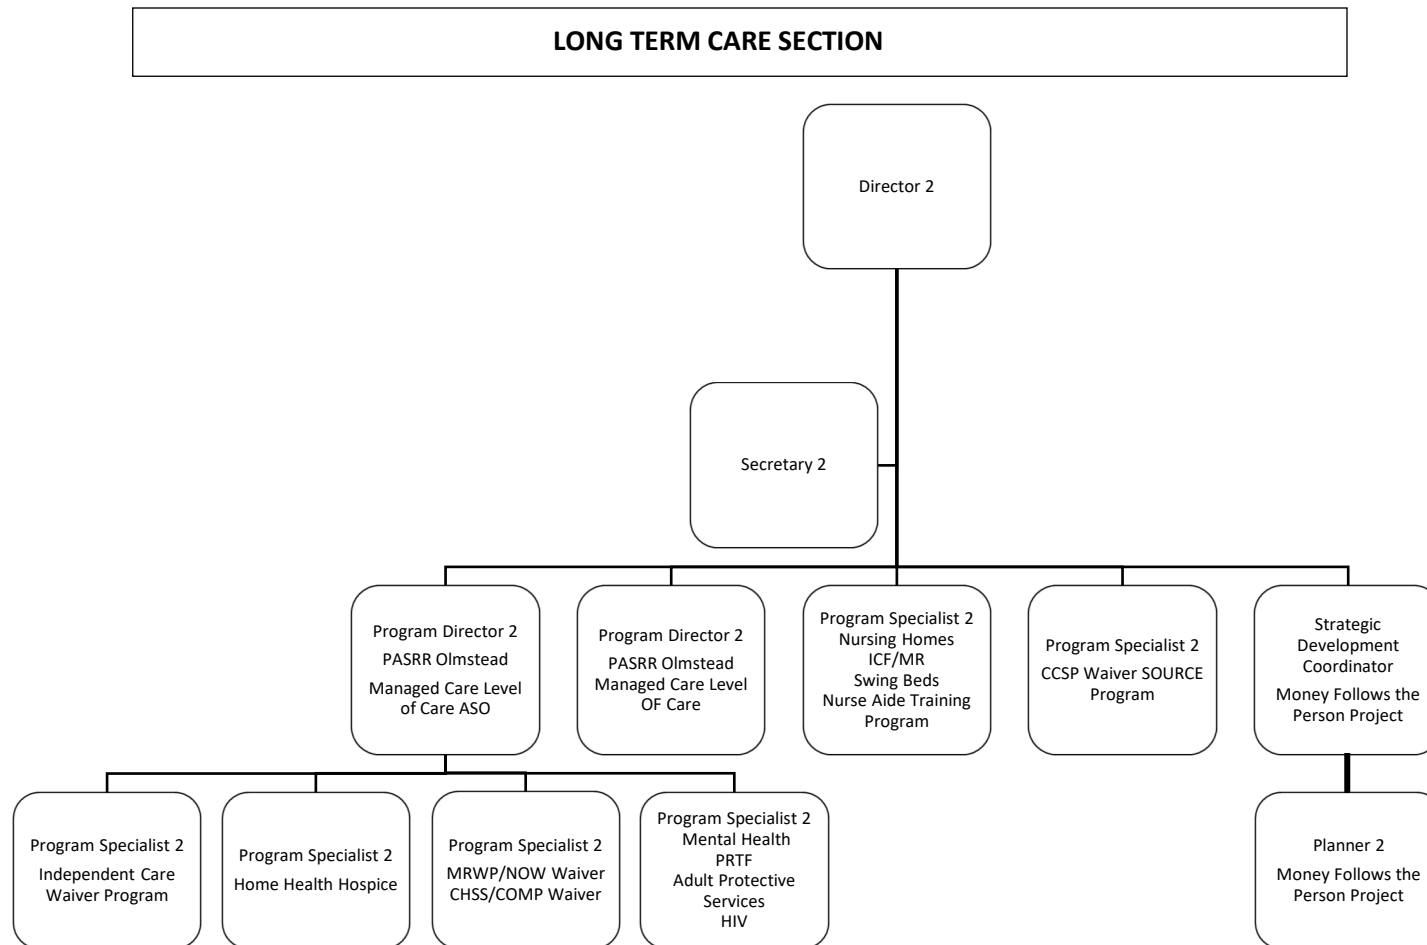 LONG TERM CARE SECTION
Director 2
Secretary 2
Program Director 2
PASRR Olmstead
Managed Care Level
of Care ASO
Program Director 2
PASRR Olmstead
Managed Care Level
OF Care
Program Specialist 2
Nursing Homes
ICF/MR
Swing Beds
Nurse Aide Training
Program
Program Specialist 2
CCSP Waiver SOURCE
Program
Strategic
Development
Coordinator
Money Follows the
Person Project
Program Specialist 2
Independent Care
Waiver Program
Program Specialist 2
Home Health Hospice
Program Specialist 2
MRWP/NOW Waiver
CHSS/COMP Waiver
Program Specialist 2
Mental Health
PRTF
Adult Protective
Services
HIV
Planner 2
Money Follows the
Person Project